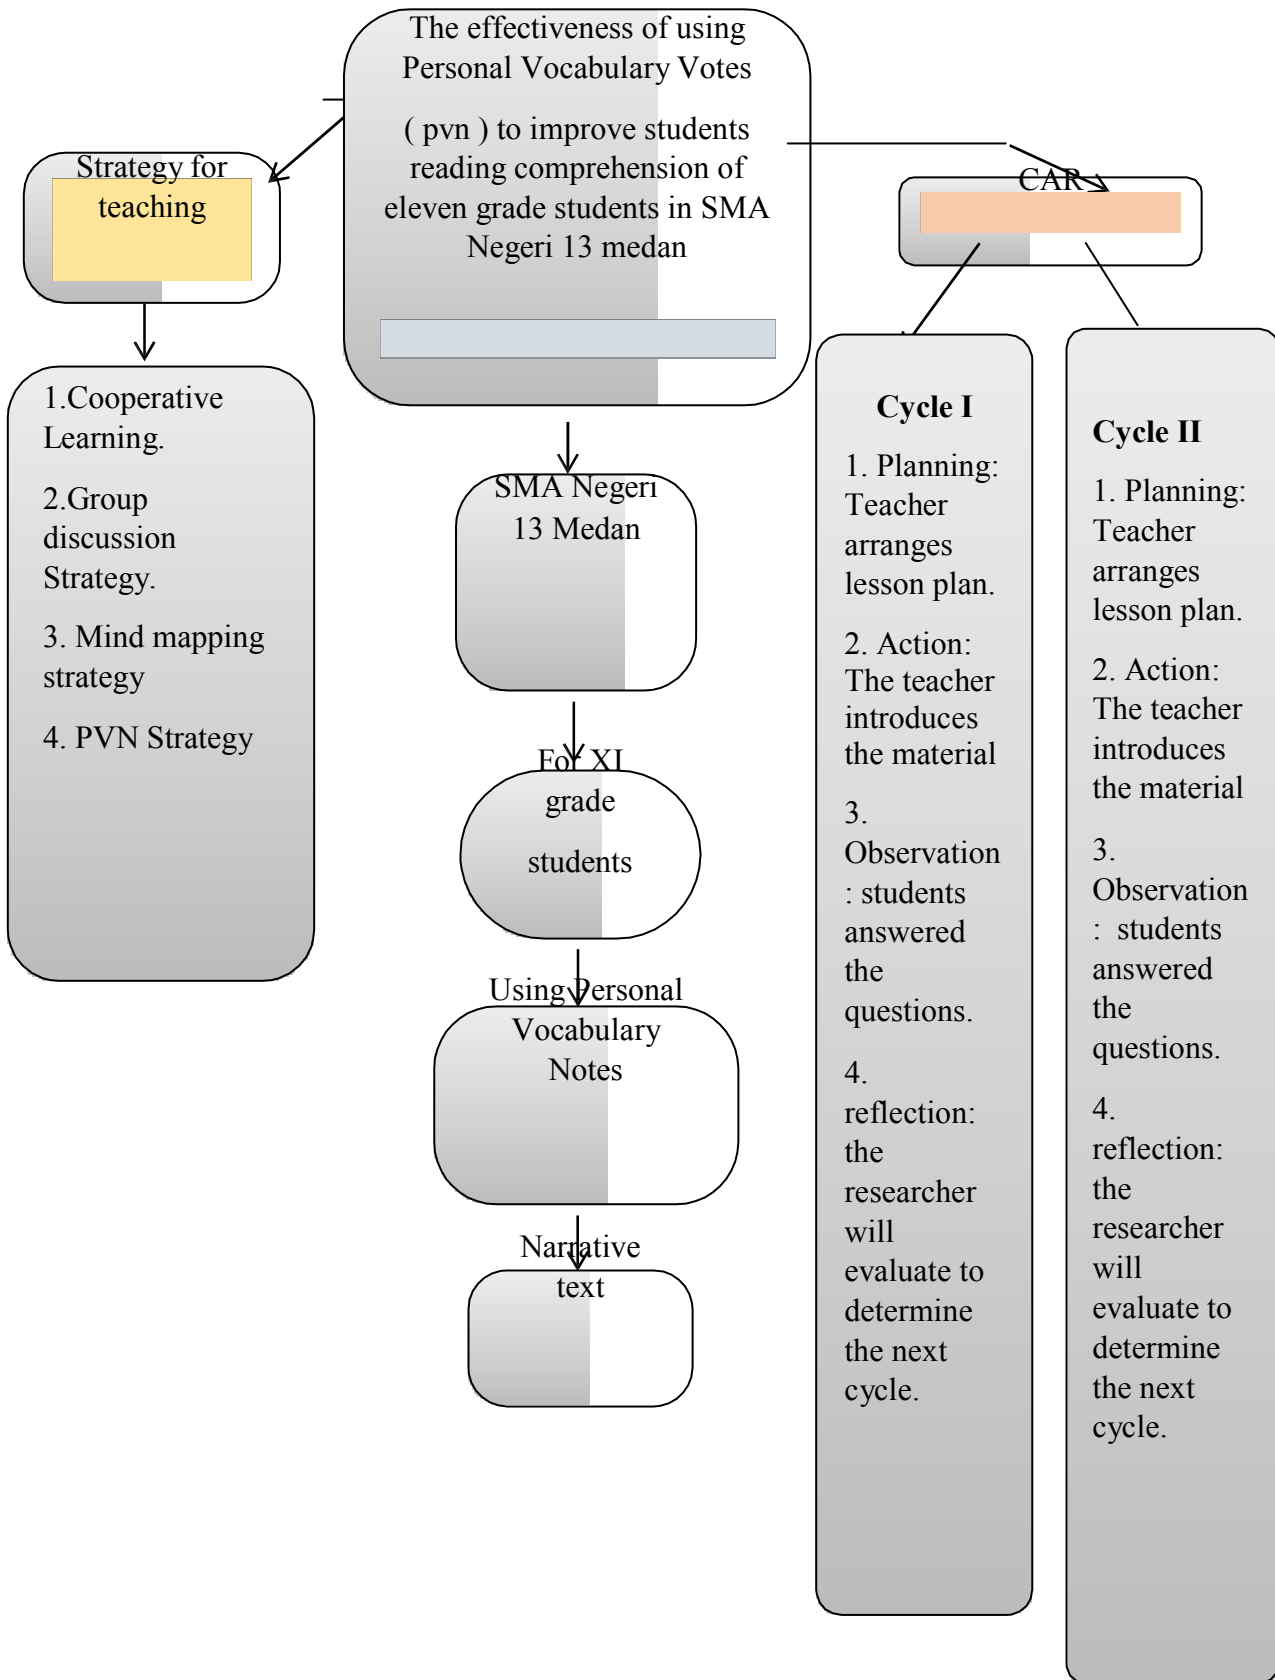 The effectiveness of using
Personal Vocabulary Votes
( pvn ) to improve students
reading comprehension of
eleven grade students in SMA
Negeri 13 medan
Strategy for
teaching
CAR
1.Cooperative
Learning.
2.Group
discussion
Strategy.
3. Mind mapping
strategy
4. PVN Strategy
SMA Negeri
13 Medan
For XI
grade
students
Using Personal
Vocabulary
Notes
Narrative
text
Cycle I
1. Planning:
Teacher
arranges
lesson plan.
2. Action:
The teacher
introduces
the material
3.
Observation
: students
answered
the
questions.
4.
reflection:
the
researcher
will
evaluate to
determine
the next
cycle.
Cycle II
1. Planning:
Teacher
arranges
lesson plan.
2. Action:
The teacher
introduces
the material
3.
Observation
: students
answered
the
questions.
4.
reflection:
the
researcher
will
evaluate to
determine
the next
cycle.